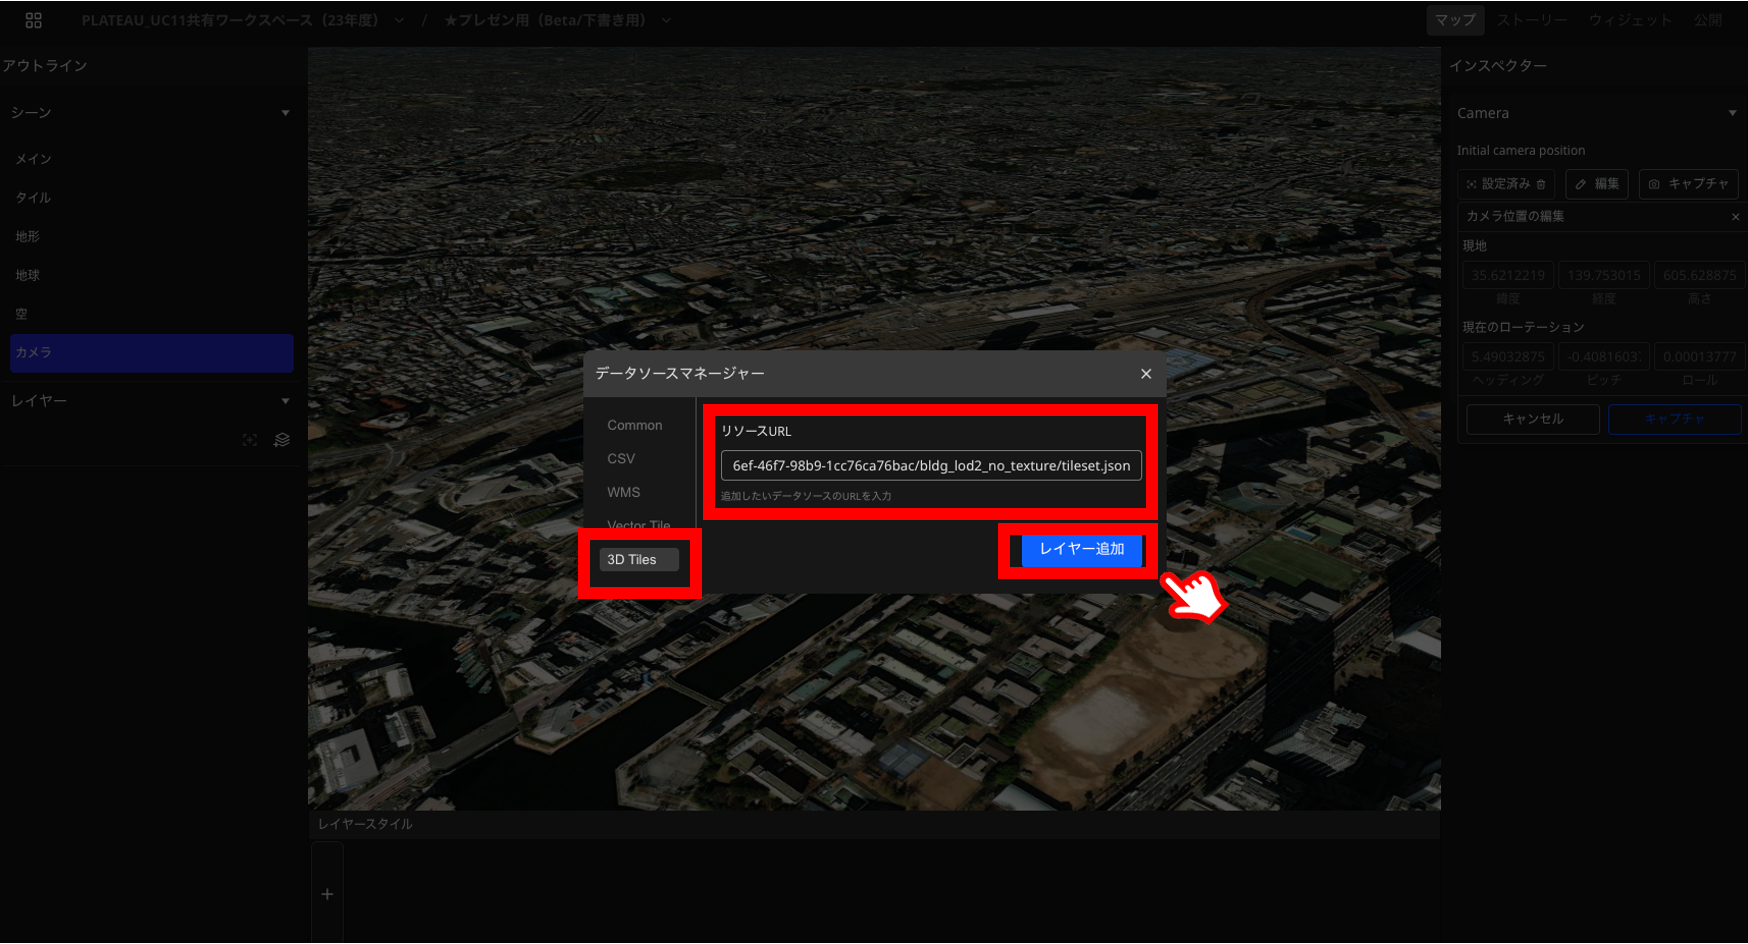 PLATEAU_UC11共有ワークスペース（23年度） / ★プレゼン用（Beta/下書き用）
マップ ストーリー ウィジェット 公開
アウトライン
シーン
メイン
タイル
地形
地球
空
カメラ
レイヤー
データソースマネージャー
Common
CSV
WMS
Vector Tile
3D Tiles
リソースURL
6ef-46f7-98b9-1cc76ca76bac/bldg_lod2_no_texture/tileset.json
追加したいデータソースのURLを入力
レイヤー追加
レイヤースタイル
インスペクター
Camera
Initial camera position
設定済み 編集 キャプチャ
カメラ位置の編集
現地
35.6212219 139.753015 605.628875
緯度 経度 高さ
現在のローテーション
5.49032875 -0.4081603 0.00013777
ヘッディング ピッチ ロール
キャンセル キャプチャ